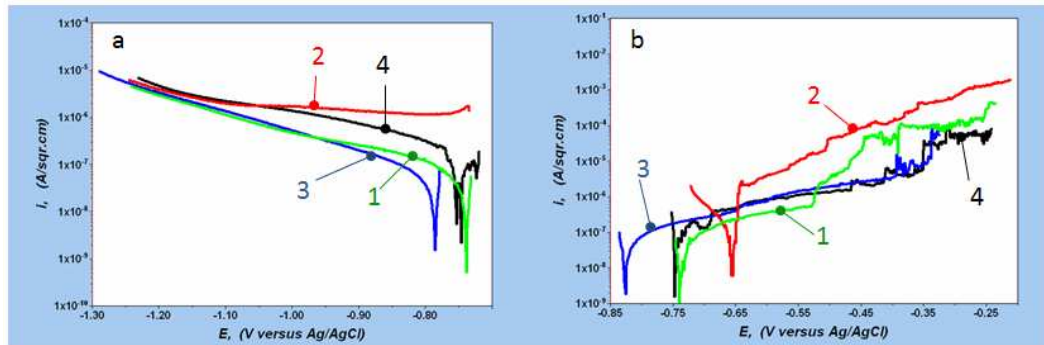 a
1x10⁻⁴
1x10⁻⁵
1x10⁻⁶
1x10⁻⁷
1x10⁻⁸
1x10⁻⁹
1x10⁻¹⁰
i, (A/sqr.cm)
2
4
3
1
-1.30 -1.20 -1.10 -1.00 -0.90 -0.80
E, (V versus Ag/AgCl)
b
1x10⁻¹
1x10⁻²
1x10⁻³
1x10⁻⁴
1x10⁻⁵
1x10⁻⁶
1x10⁻⁷
1x10⁻⁸
1x10⁻⁹
i, (A/sqr.cm)
2
3
4
1
-0.85 -0.75 -0.65 -0.55 -0.45 -0.35 -0.25
E, (V versus Ag/AgCl)